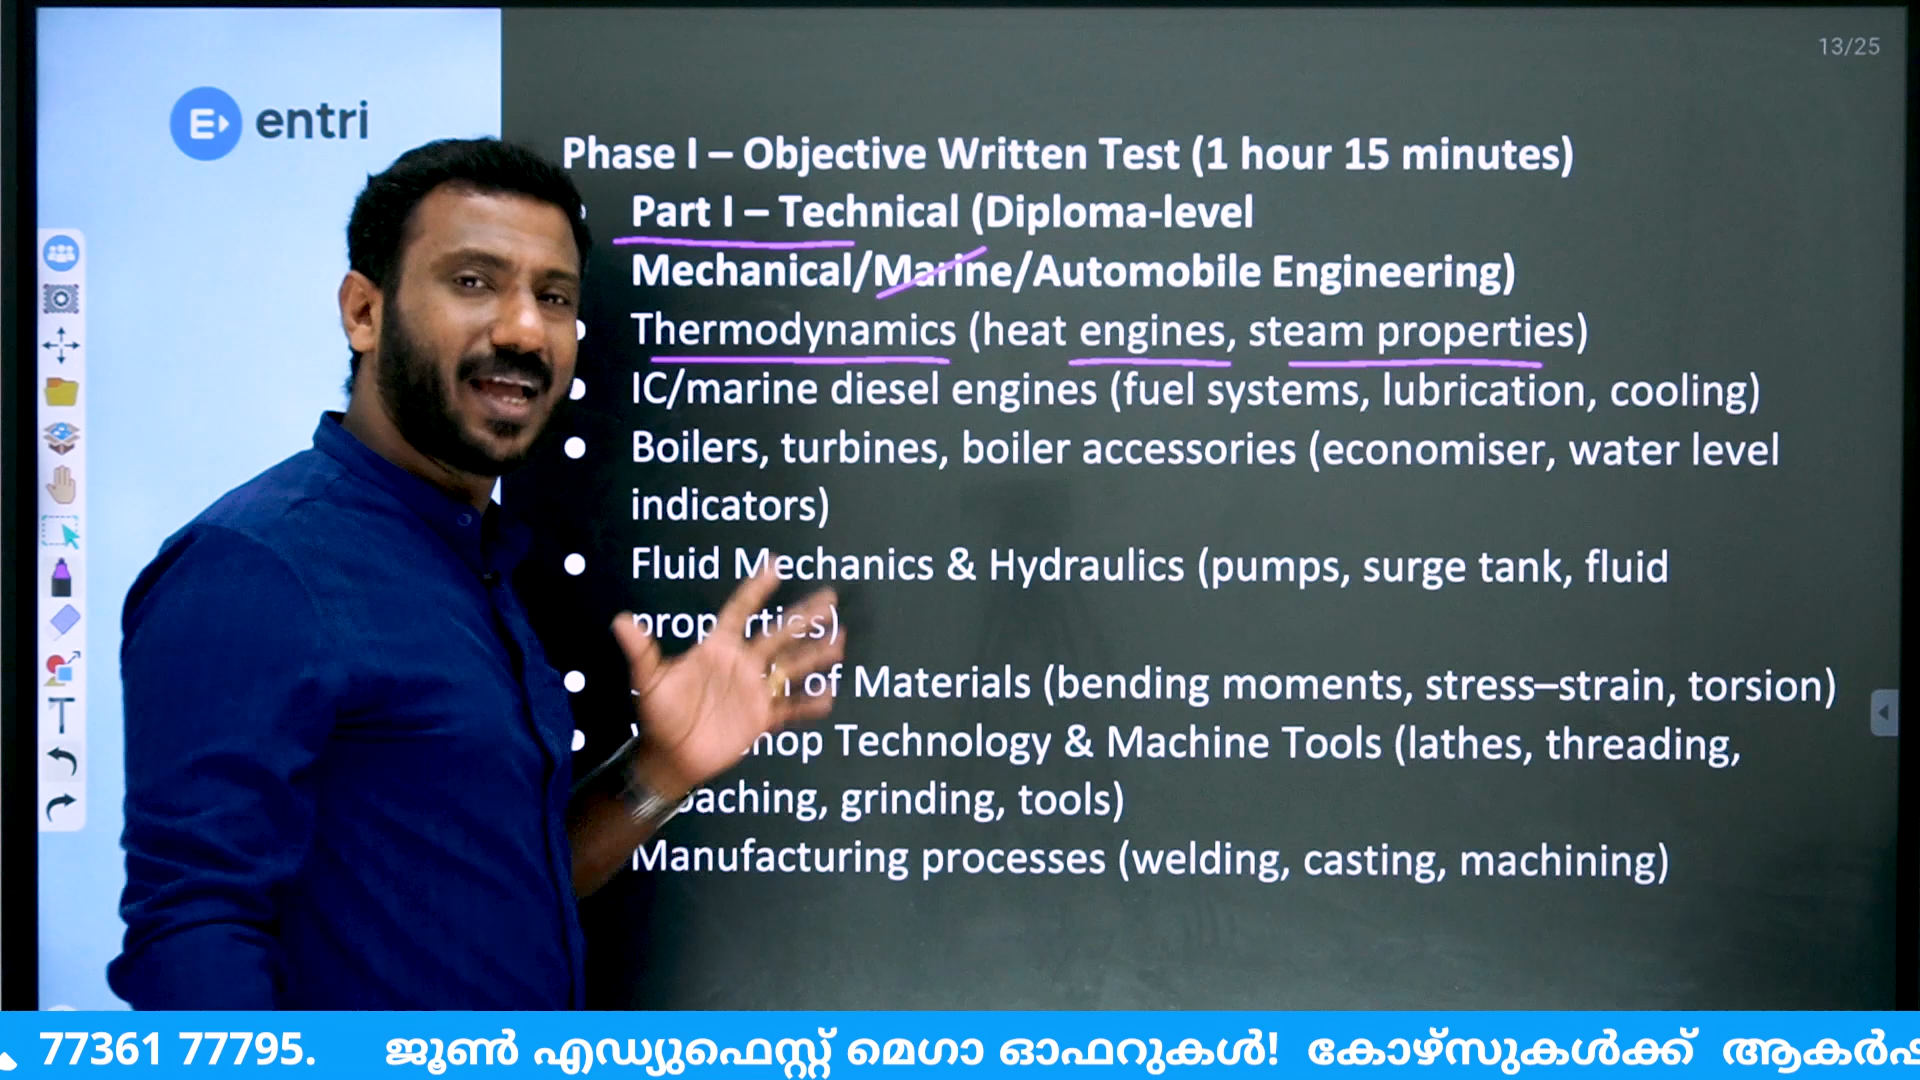 13/25
entri
Phase I – Objective Written Test (1 hour 15 minutes)
Part I – Technical (Diploma-level
Mechanical/Marine/Automobile Engineering)
Thermodynamics (heat engines, steam properties)
IC/marine diesel engines (fuel systems, lubrication, cooling)
Boilers, turbines, boiler accessories (economiser, water level
indicators)
Fluid Mechanics & Hydraulics (pumps, surge tank, fluid
properties)
of Materials (bending moments, stress–strain, torsion)
Technology & Machine Tools (lathes, threading,
grinding, tools)
Manufacturing processes (welding, casting, machining)
77361 77795. ജൂൺ എഡ്യുഫെസ്റ്റ് മെഗാ ഓഫറുകൾ! കോഴ്സുകൾക്ക്